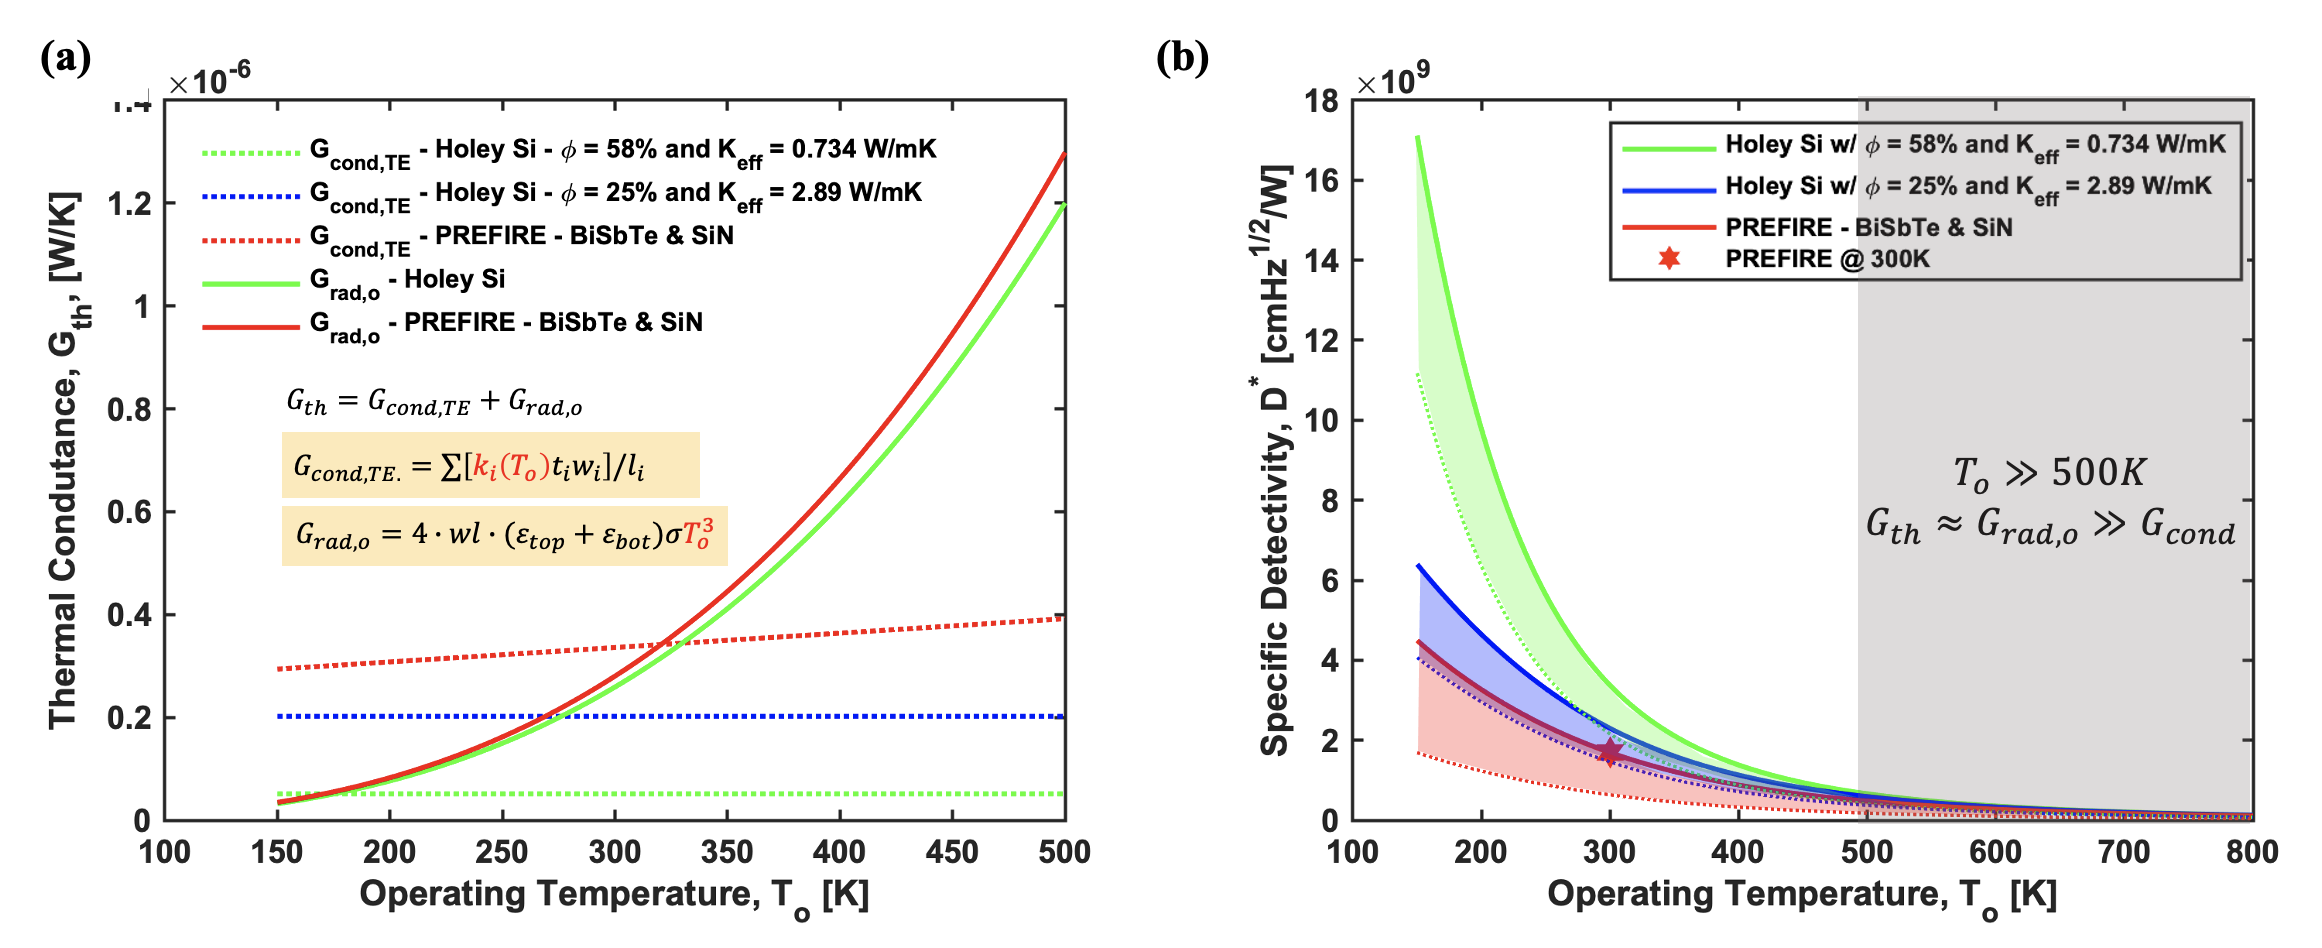 (a)
×10^-6
1.4
1.2
1
0.8
0.6
0.4
0.2
0
Thermal Condutance, G_th, [W/K]
G_cond,TE - Holey Si - ϕ = 58% and K_eff = 0.734 W/mK
G_cond,TE - Holey Si - ϕ = 25% and K_eff = 2.89 W/mK
G_cond,TE - PREFIRE - BiSbTe & SiN
G_rad,o - Holey Si
G_rad,o - PREFIRE - BiSbTe & SiN
G_th = G_cond,TE + G_rad,o
G_cond,TE. = ∑[k_i(T_o)t_iw_i]/l_i
G_rad,o = 4 · wl · (ε_top + ε_bot)σT_o^3
100 150 200 250 300 350 400 450 500
Operating Temperature, T_o [K]
(b)
×10^9
18
16
14
12
10
8
6
4
2
0
Specific Detectivity, D^* [cmHz^1/2/W]
Holey Si w/ ϕ = 58% and K_eff = 0.734 W/mK
Holey Si w/ ϕ = 25% and K_eff = 2.89 W/mK
PREFIRE - BiSbTe & SiN
PREFIRE @ 300K
T_o ≫ 500K
G_th ≈ G_rad,o ≫ G_cond
100 200 300 400 500 600 700 800
Operating Temperature, T_o [K]